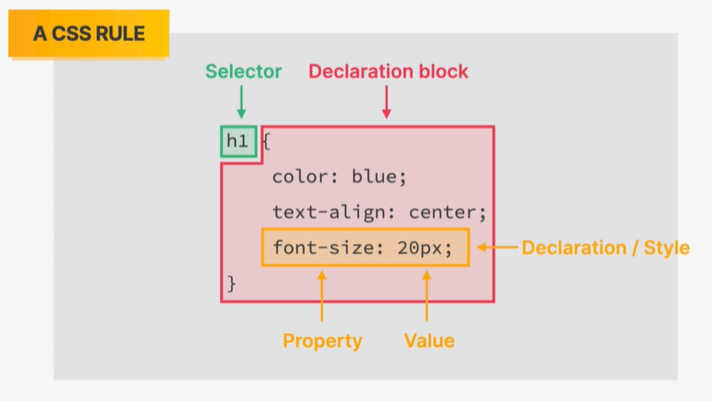 A CSS RULE
Selector Declaration block
h1 {
color: blue;
text-align: center;
font-size: 20px; Declaration / Style
}
Property Value